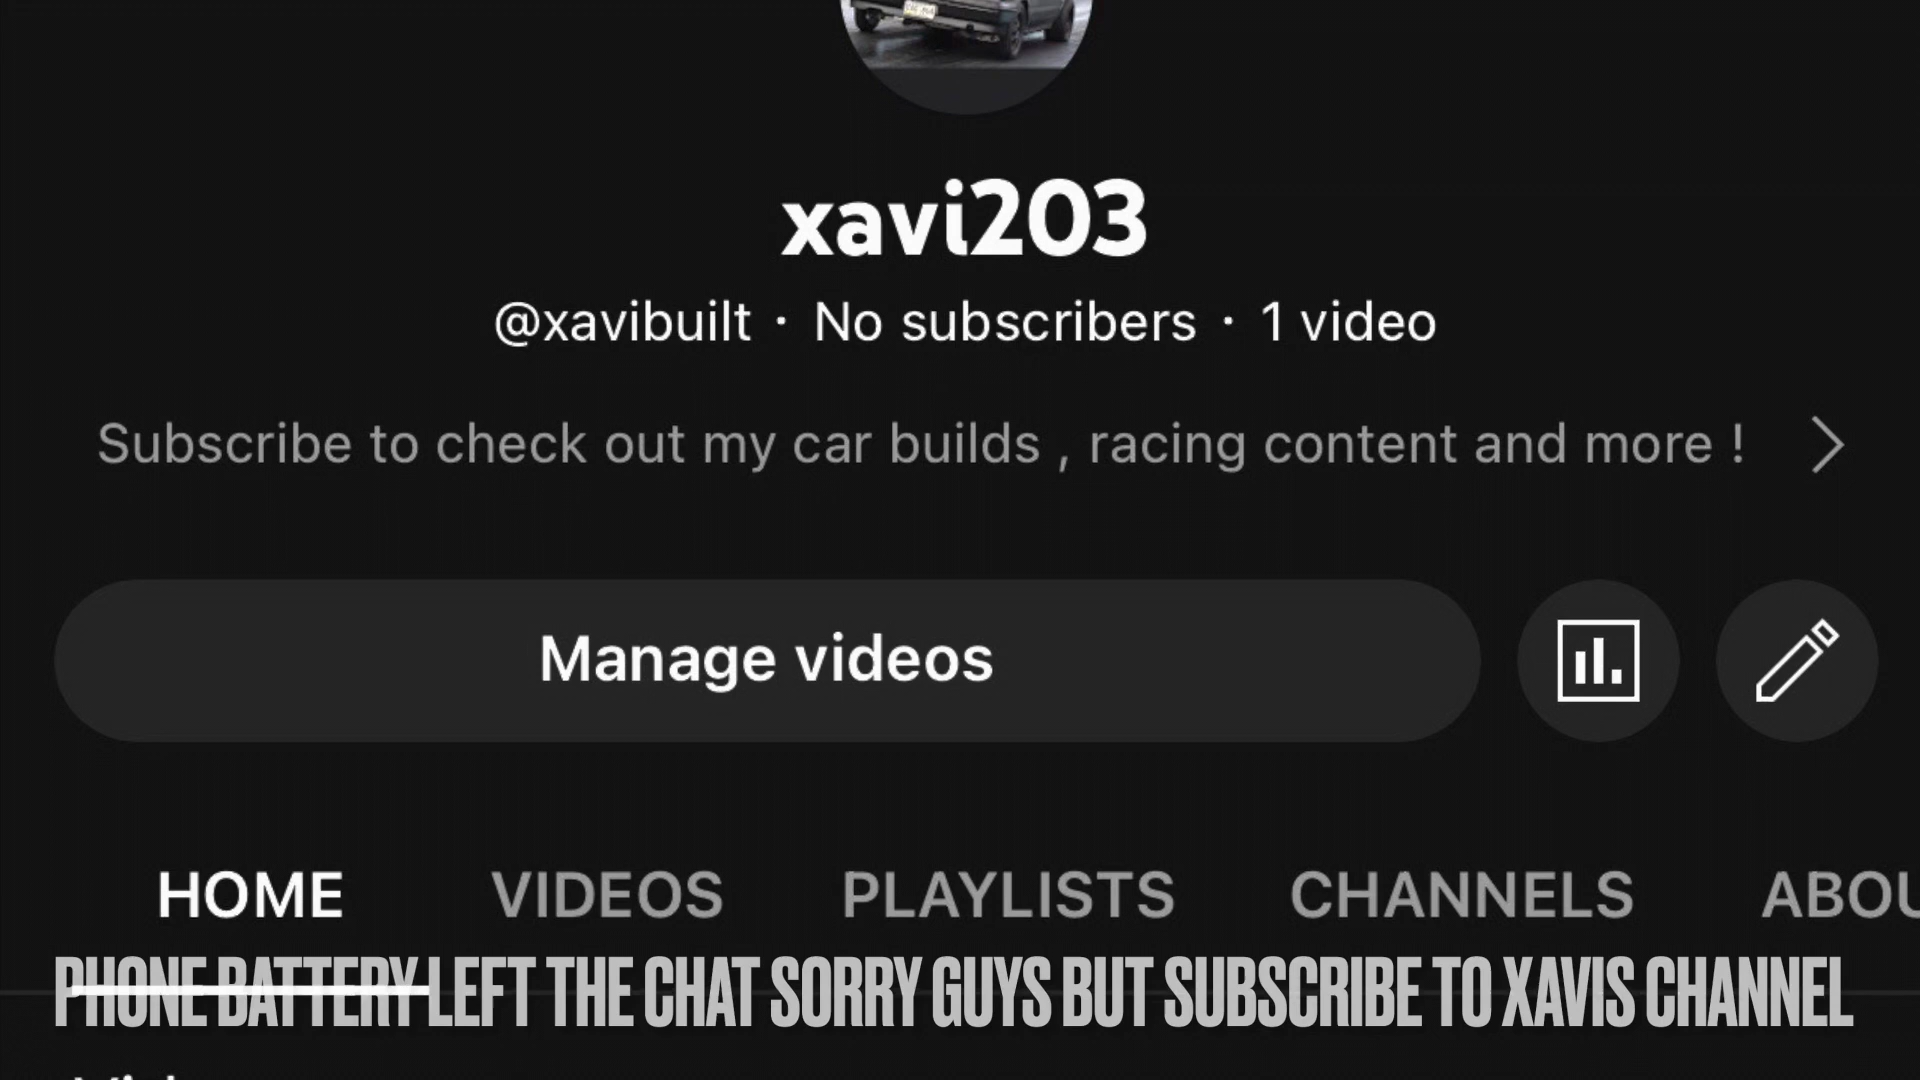 xavi203
@xavibuilt · No subscribers · 1 video
Subscribe to check out my car builds , racing content and more !
Manage videos
HOME VIDEOS PLAYLISTS CHANNELS ABOU
PHONE BATTERY LEFT THE CHAT SORRY GUYS BUT SUBSCRIBE TO XAVIS CHANNEL